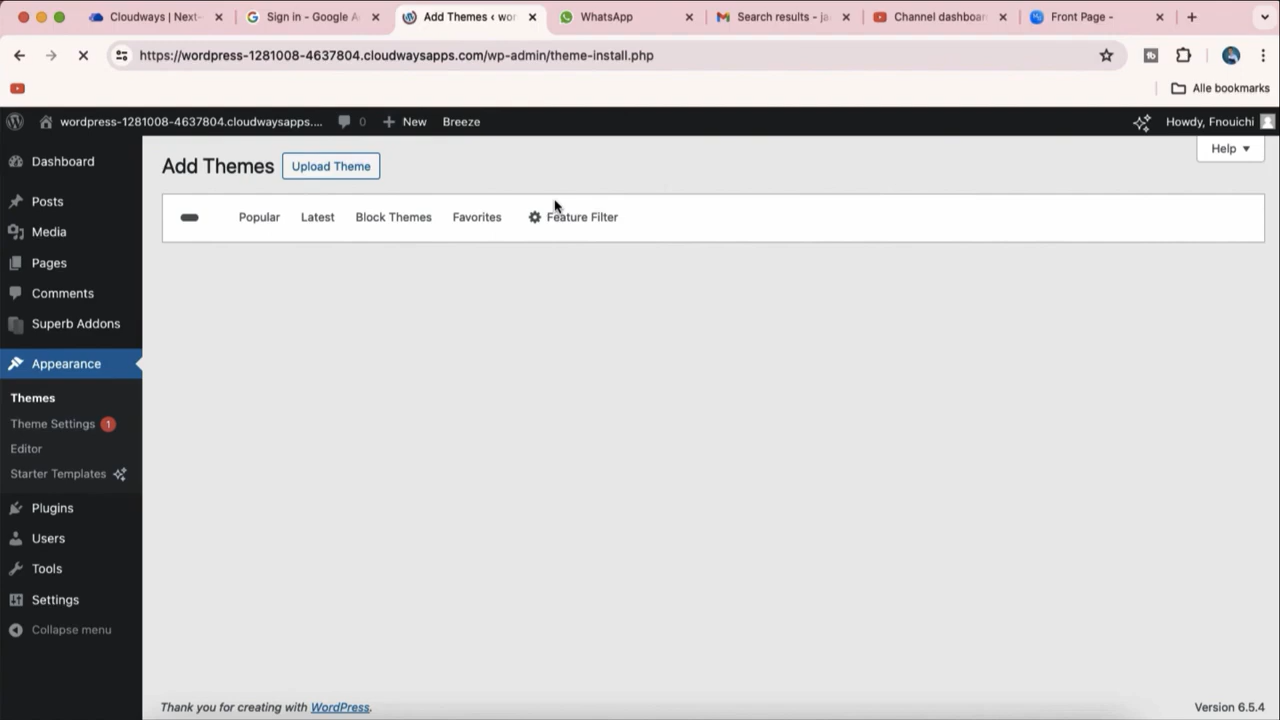 Cloudways | Next-
Sign in - Google A
Add Themes ‹ wor
WhatsApp
Search results - ja
Channel dashboar
Front Page -
https://wordpress-1281008-4637804.cloudwaysapps.com/wp-admin/theme-install.php
Alle bookmarks
wordpress-1281008-4637804.cloudwaysapps.... 0 New Breeze Howdy, Fnouichi
Dashboard
Posts
Media
Pages
Comments
Superb Addons
Appearance
Themes
Theme Settings 1
Editor
Starter Templates
Plugins
Users
Tools
Settings
Collapse menu
Add Themes Upload Theme
Help ▼
Popular Latest Block Themes Favorites Feature Filter
Thank you for creating with WordPress.
Version 6.5.4